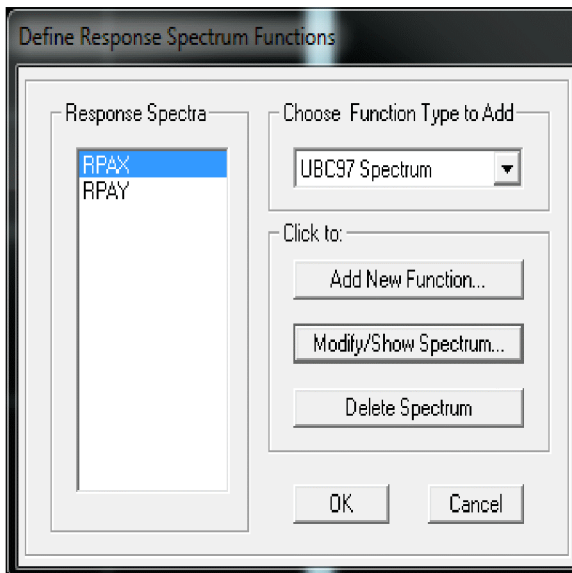 Define Response Spectrum Functions
Response Spectra
RPAX
RPAY
Choose Function Type to Add
UBC97 Spectrum
Click to:
Add New Function...
Modify/Show Spectrum...
Delete Spectrum
OK
Cancel